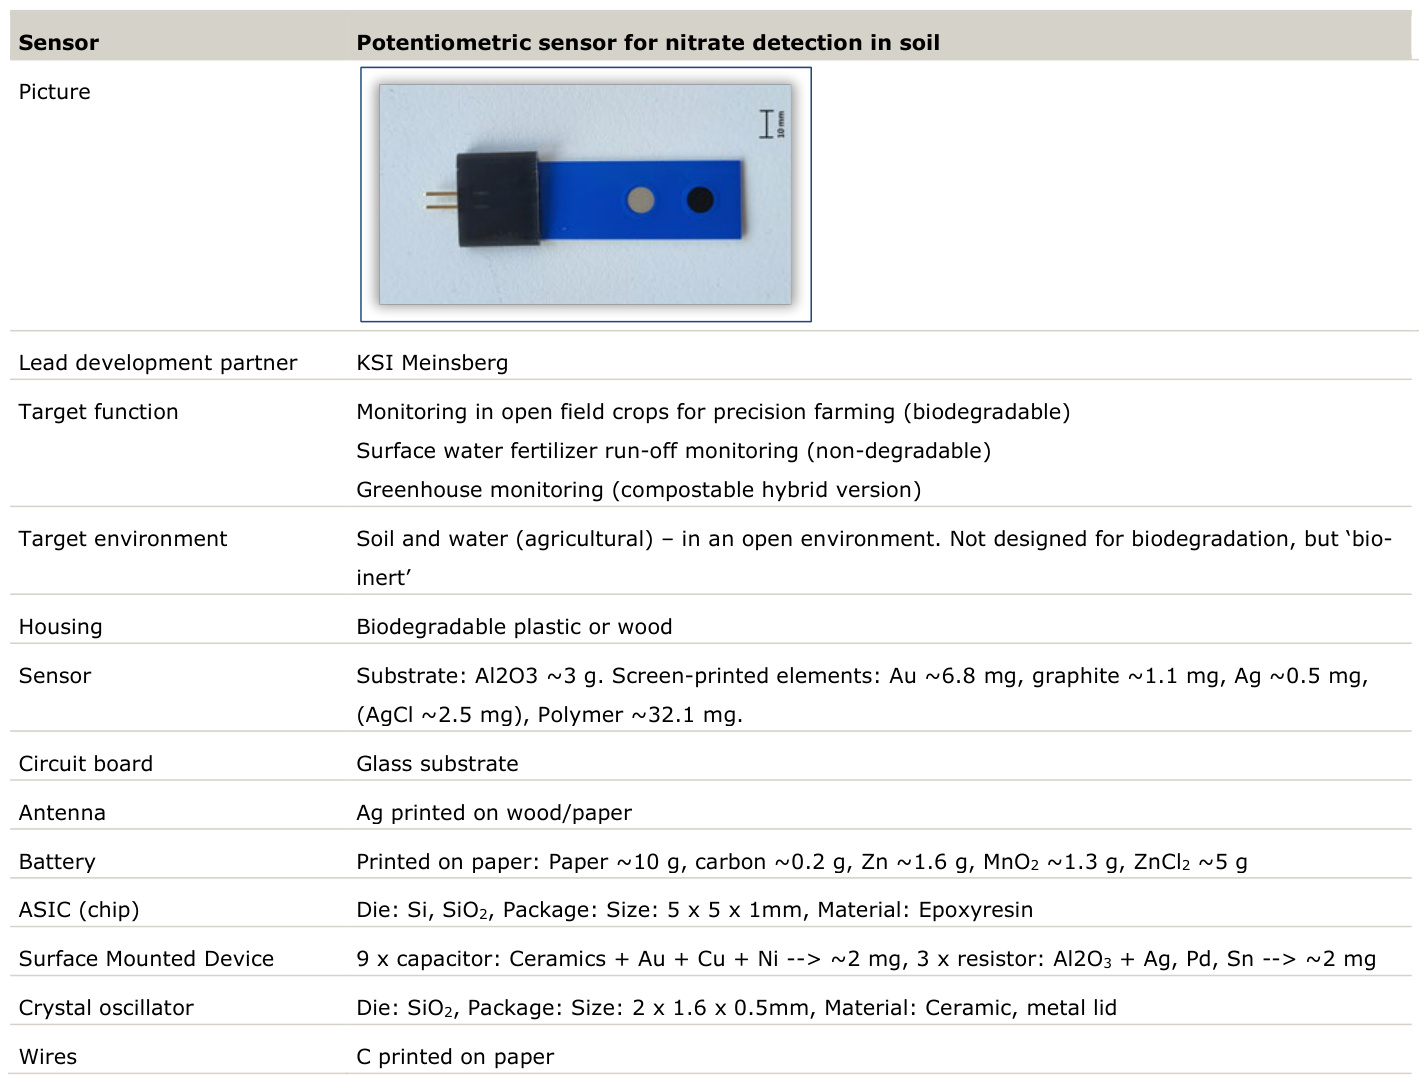 Sensor Potentiometric sensor for nitrate detection in soil
Picture
10 mm
Lead development partner KSI Meinsberg
Target function Monitoring in open field crops for precision farming (biodegradable)
Surface water fertilizer run-off monitoring (non-degradable)
Greenhouse monitoring (compostable hybrid version)
Target environment Soil and water (agricultural) – in an open environment. Not designed for biodegradation, but ‘bio-
inert’
Housing Biodegradable plastic or wood
Sensor Substrate: Al2O3 ~3 g. Screen-printed elements: Au ~6.8 mg, graphite ~1.1 mg, Ag ~0.5 mg,
(AgCl ~2.5 mg), Polymer ~32.1 mg.
Circuit board Glass substrate
Antenna Ag printed on wood/paper
Battery Printed on paper: Paper ~10 g, carbon ~0.2 g, Zn ~1.6 g, MnO₂ ~1.3 g, ZnCl₂ ~5 g
ASIC (chip) Die: Si, SiO₂, Package: Size: 5 x 5 x 1mm, Material: Epoxyresin
Surface Mounted Device 9 x capacitor: Ceramics + Au + Cu + Ni --> ~2 mg, 3 x resistor: Al2O₃ + Ag, Pd, Sn --> ~2 mg
Crystal oscillator Die: SiO₂, Package: Size: 2 x 1.6 x 0.5mm, Material: Ceramic, metal lid
Wires C printed on paper